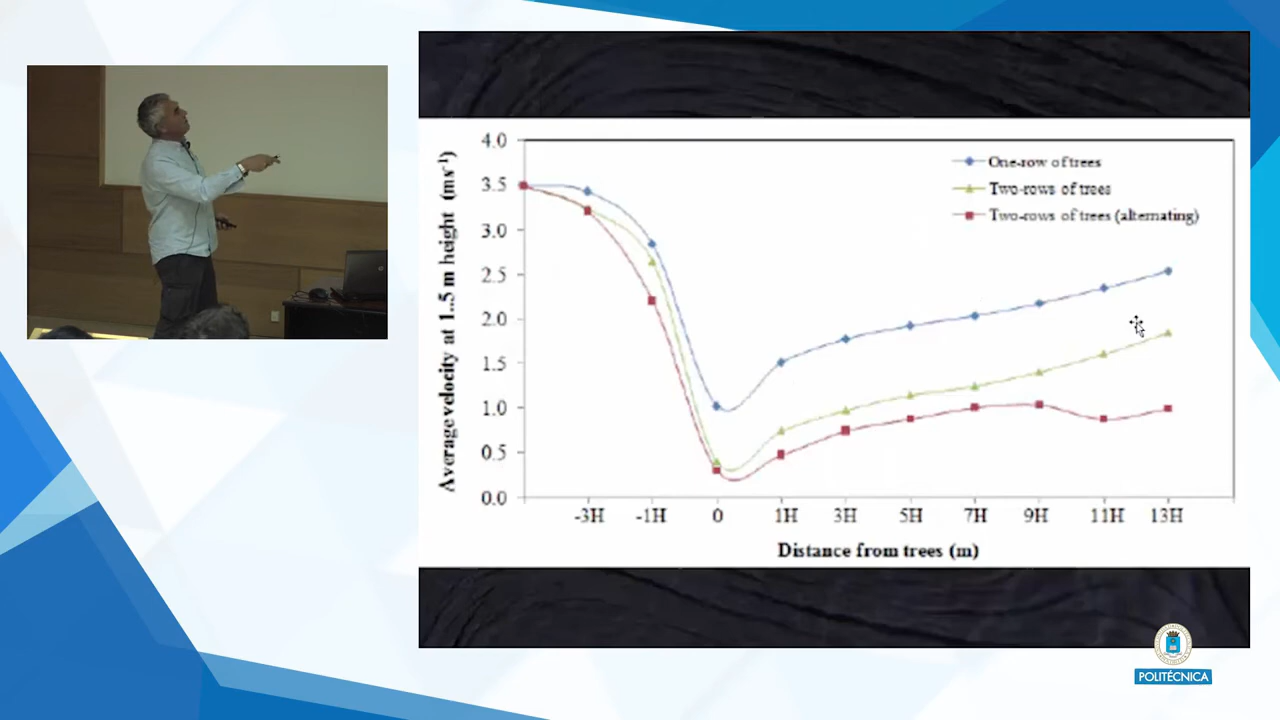 4.0
3.5
3.0
2.5
2.0
1.5
1.0
0.5
0.0
Average velocity at 1..5 m height (ms⁻¹)
One-row of trees
Two-rows of trees
Two-rows of trees (alternating)
-3H -1H 0 1H 3H 5H 7H 9H 11H 13H
Distance from trees (m)
POLITÉCNICA